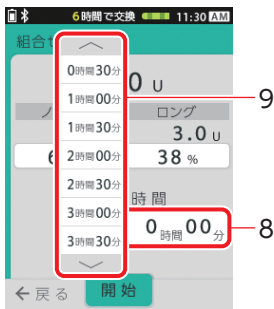 6時間で交換 11:30 AM
組合せ
0時間30分
1時間00分
1時間30分
2時間00分
2時間30分
3時間00分
3時間30分
0 U
ノ ロング
3.0 U
6 38 %
時間
0時間00分
戻る 開始
9
8